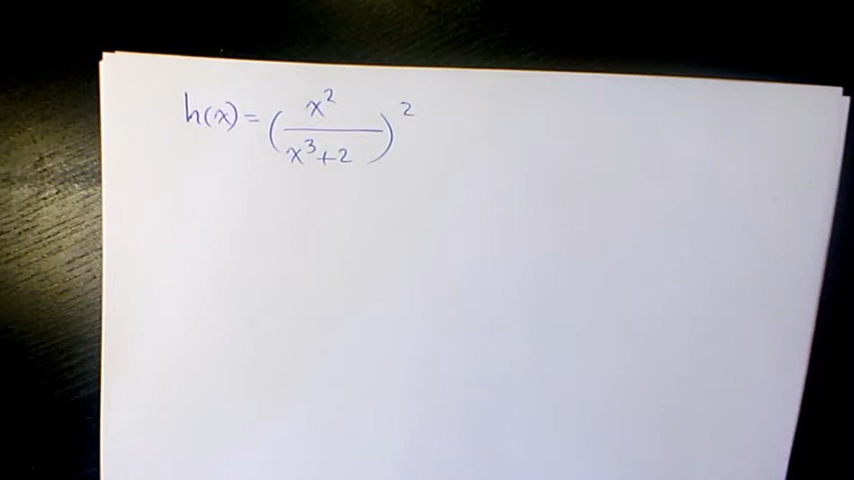 h(x) = (x²/(x³+2))²